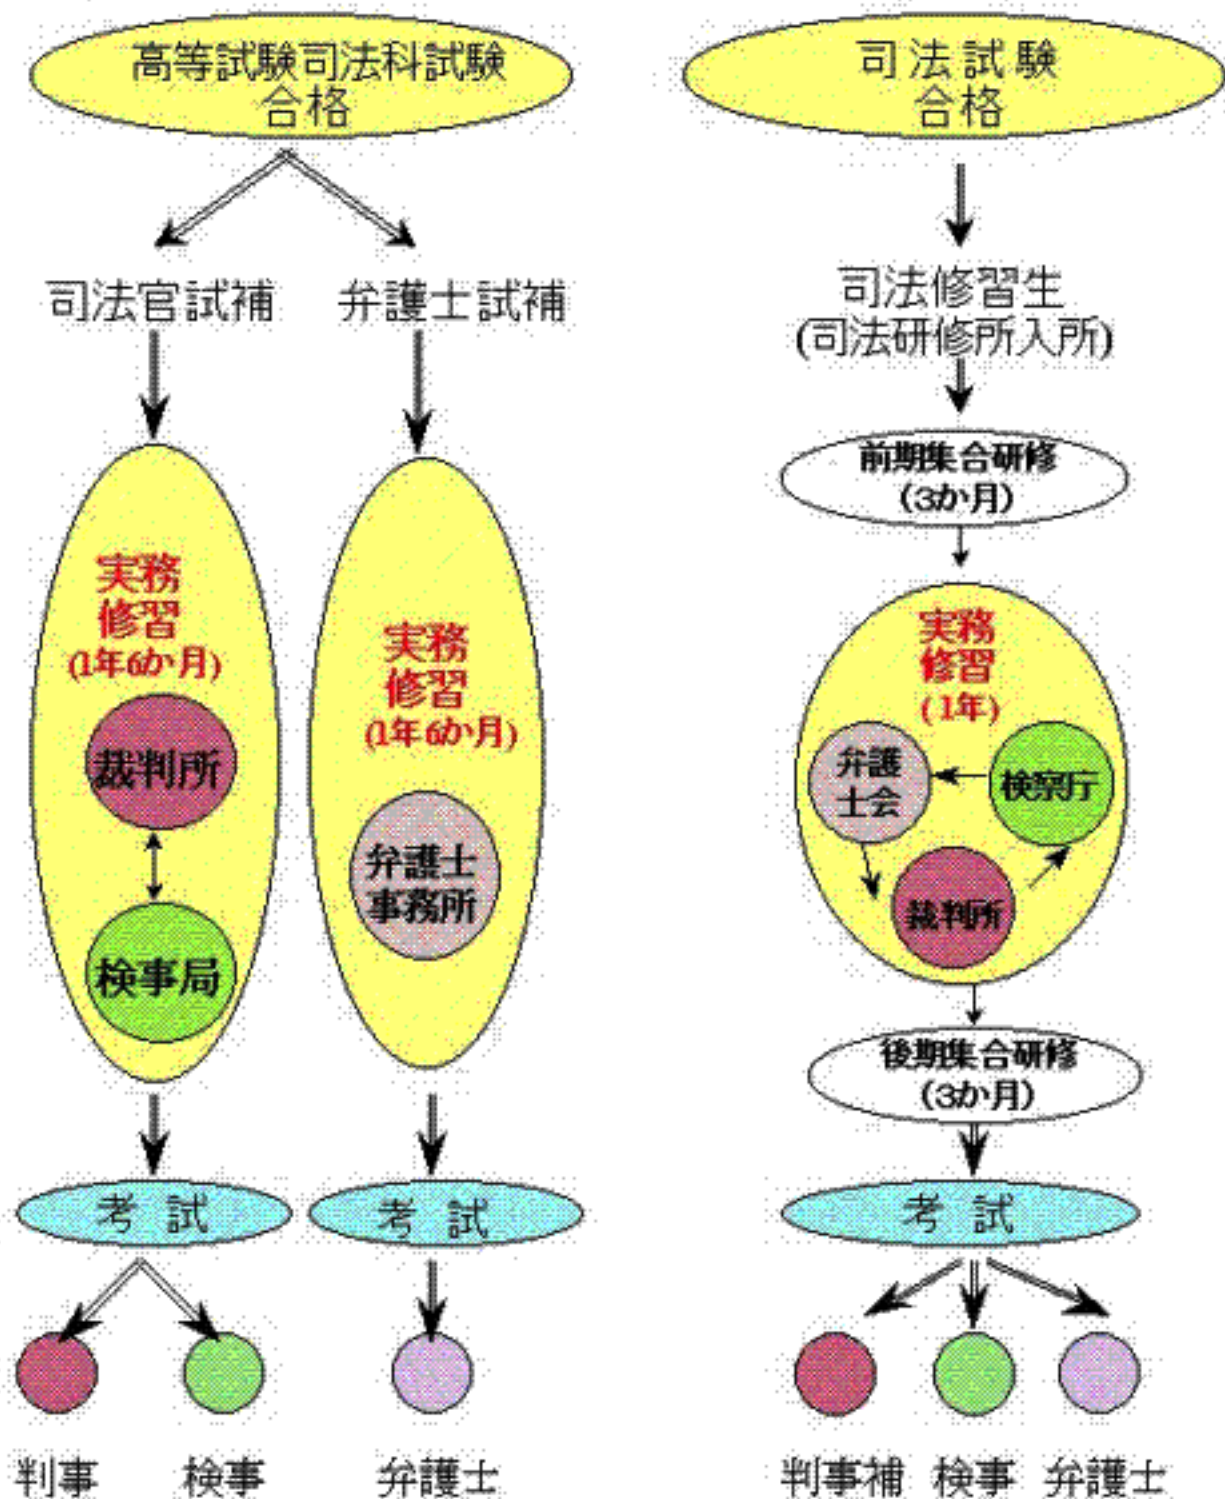 高等試験司法科試験
合格
司法官試補
弁護士試補
実務
修習
(1年6か月)
裁判所
検事局
実務
修習
(1年6か月)
弁護士
事務所
考試
考試
判事
検事
弁護士
司法試験
合格
司法修習生
(司法研修所入所)
前期集合研修
(3か月)
実務
修習
(1年)
弁護
士会
検察庁
裁判所
後期集合研修
(3か月)
考試
判事補
検事
弁護士